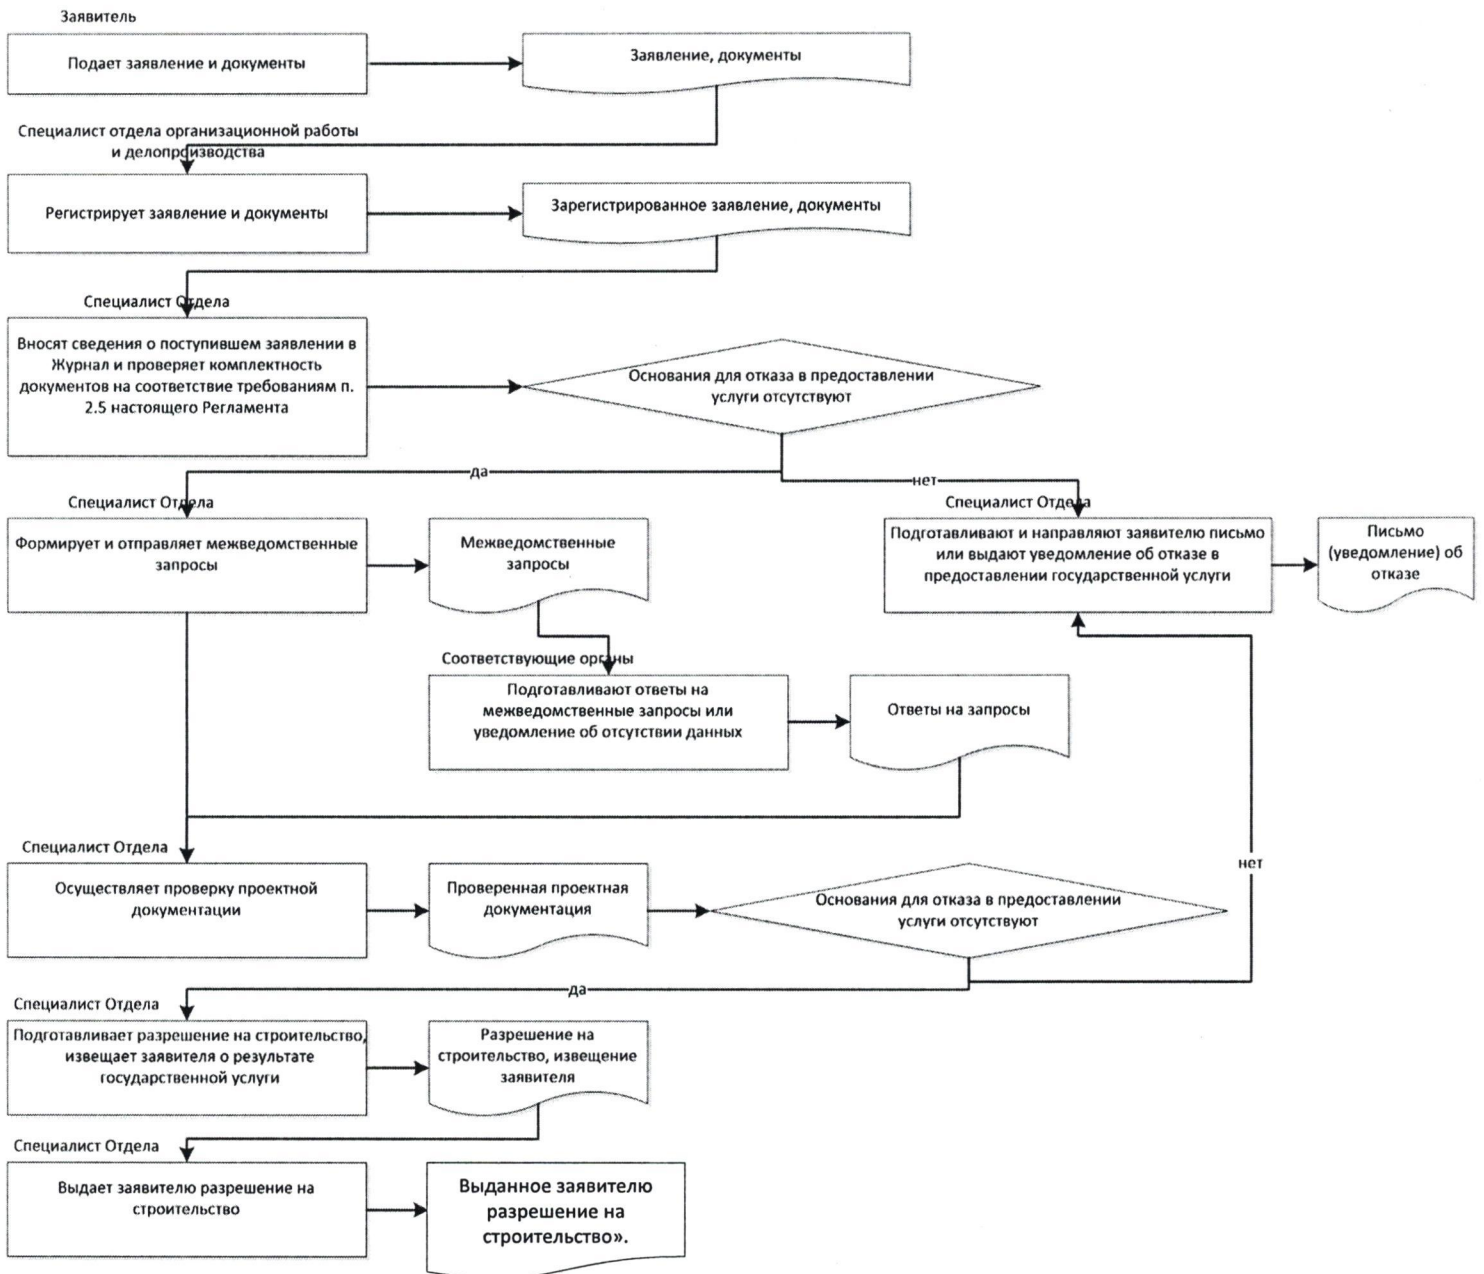 Заявитель
Подает заявление и документы
Заявление, документы
Специалист отдела организационной работы
и делопроизводства
Регистрирует заявление и документы
Зарегистрированное заявление, документы
Специалист Отдела
Вносят сведения о поступившем заявлении в
Журнал и проверяет комплектность
документов на соответствие требованиям п.
2.5 настоящего Регламента
Основания для отказа в предоставлении
услуги отсутствуют
да
нет
Специалист Отдела
Формирует и отправляет межведомственные
запросы
Межведомственные
запросы
Специалист Отдела
Подготавливают и направляют заявителю письмо
или выдают уведомление об отказе в
предоставлении государственной услуги
Письмо
(уведомление) об
отказе
Соответствующие органы
Подготавливают ответы на
межведомственные запросы или
уведомление об отсутствии данных
Ответы на запросы
Специалист Отдела
Осуществляет проверку проектной
документации
Проверенная проектная
документация
Основания для отказа в предоставлении
услуги отсутствуют
нет
да
Специалист Отдела
Подготавливает разрешение на строительство,
извещает заявителя о результате
государственной услуги
Разрешение на
строительство, извещение
заявителя
Специалист Отдела
Выдает заявителю разрешение на
строительство
Выданное заявителю
разрешение на
строительство».